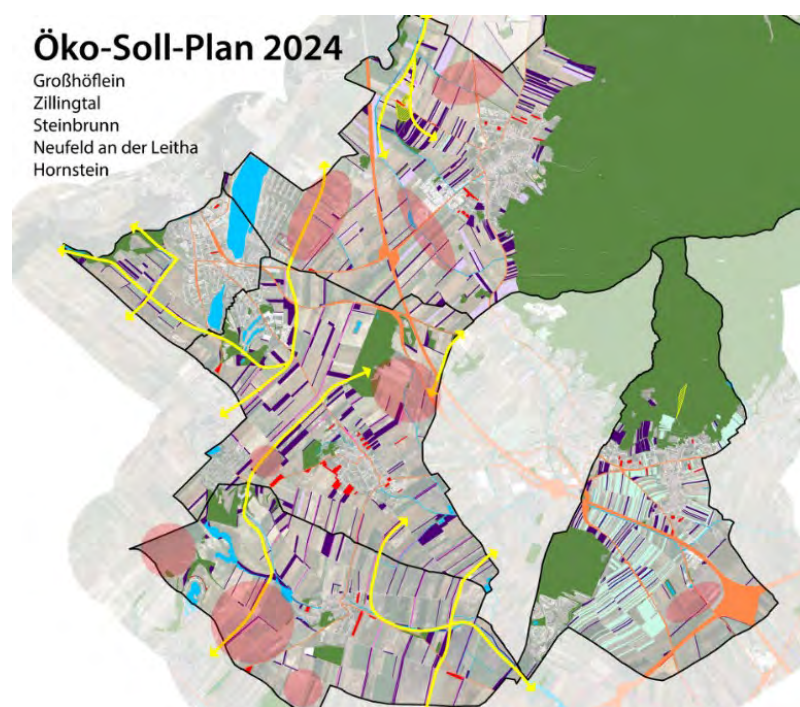 Öko-Soll-Plan 2024
Großhöflein
Zillingtal
Steinbrunn
Neufeld an der Leitha
Hornstein